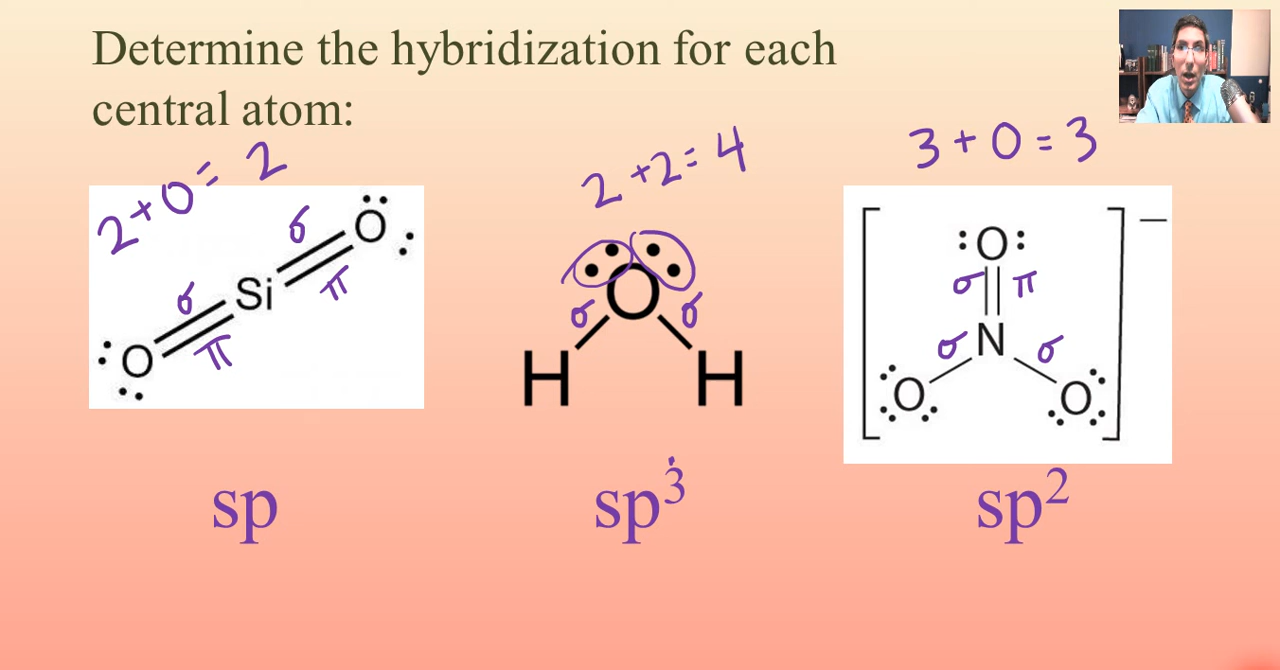 Determine the hybridization for each
central atom:
2+0=2
σ
O
σ
Si
π
O
π
2+2=4
O
σ
σ
H
H
3+0=3
−
O
σ
π
σ
N
σ
O
O
sp
sp³
sp²